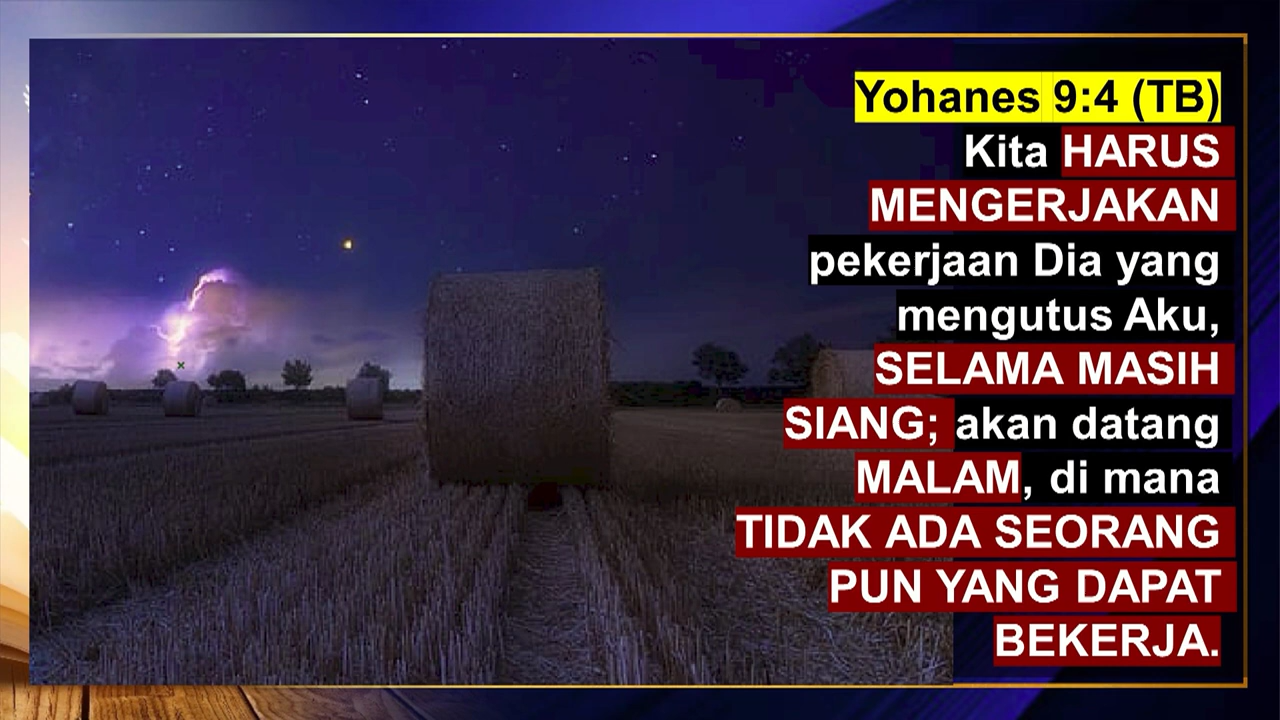 Yohanes 9:4 (TB)
Kita HARUS
MENGERJAKAN
pekerjaan Dia yang
mengutus Aku,
SELAMA MASIH
SIANG; akan datang
MALAM, di mana
TIDAK ADA SEORANG
PUN YANG DAPAT
BEKERJA.